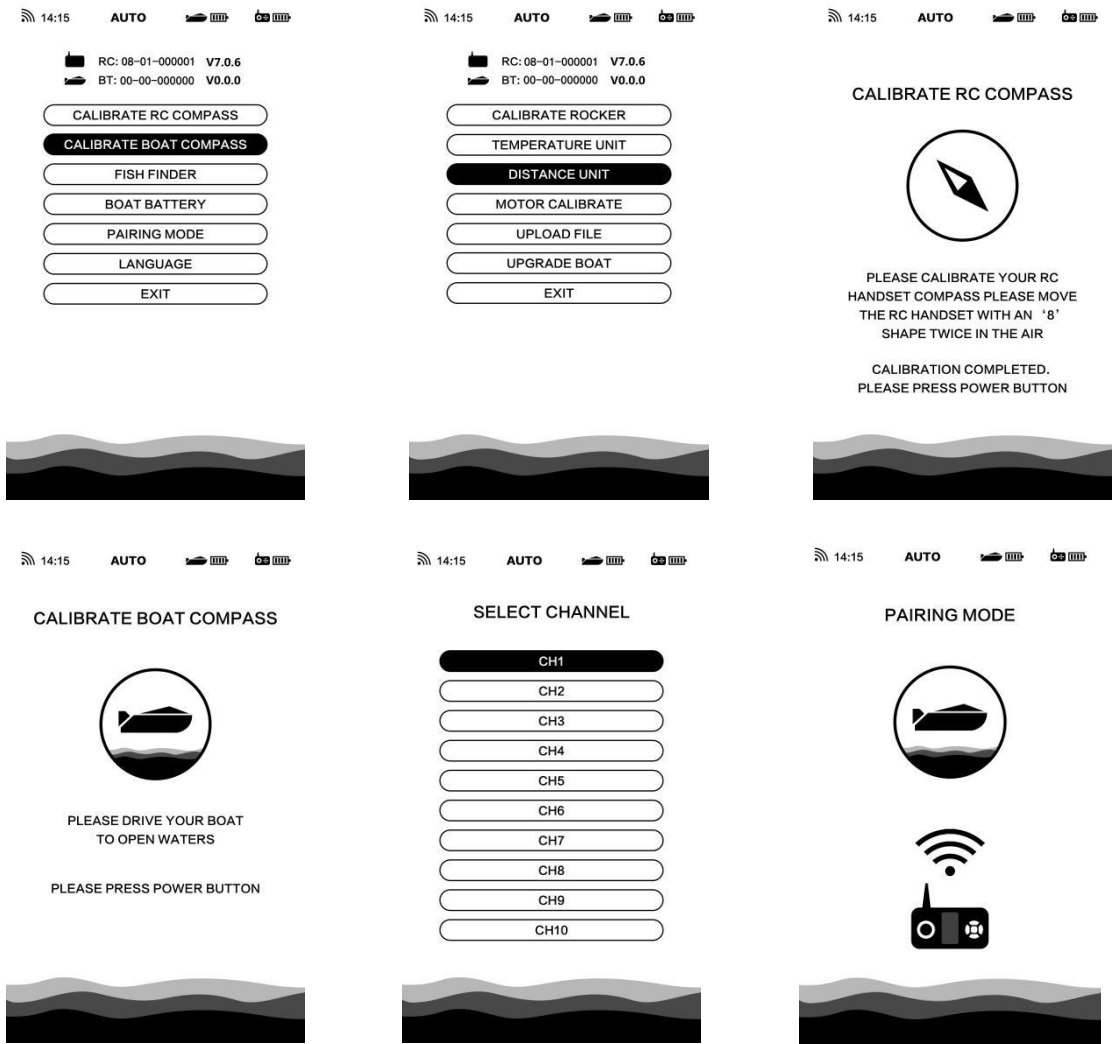 14:15 AUTO
RC: 08-01-000001 V7.0.6
BT: 00-00-000000 V0.0.0
CALIBRATE RC COMPASS
CALIBRATE BOAT COMPASS
FISH FINDER
BOAT BATTERY
PAIRING MODE
LANGUAGE
EXIT
14:15 AUTO
RC: 08-01-000001 V7.0.6
BT: 00-00-000000 V0.0.0
CALIBRATE ROCKER
TEMPERATURE UNIT
DISTANCE UNIT
MOTOR CALIBRATE
UPLOAD FILE
UPGRADE BOAT
EXIT
14:15 AUTO
CALIBRATE RC COMPASS
PLEASE CALIBRATE YOUR RC
HANDSET COMPASS PLEASE MOVE
THE RC HANDSET WITH AN ‘8’
SHAPE TWICE IN THE AIR
CALIBRATION COMPLETED.
PLEASE PRESS POWER BUTTON
14:15 AUTO
CALIBRATE BOAT COMPASS
PLEASE DRIVE YOUR BOAT
TO OPEN WATERS
PLEASE PRESS POWER BUTTON
14:15 AUTO
SELECT CHANNEL
CH1
CH2
CH3
CH4
CH5
CH6
CH7
CH8
CH9
CH10
14:15 AUTO
PAIRING MODE